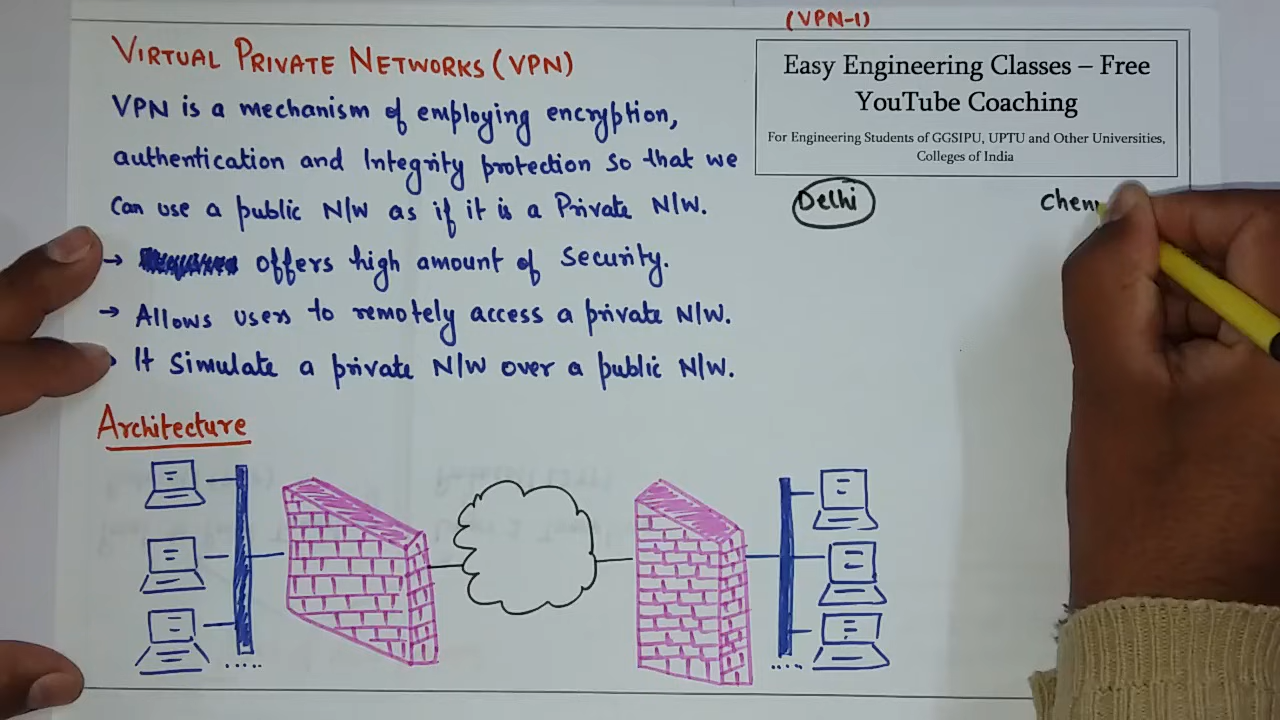 (VPN-1)
VIRTUAL PRIVATE NETWORKS (VPN)
Easy Engineering Classes – Free
YouTube Coaching
For Engineering Students of GGSIPU, UPTU and Other Universities,
Colleges of India
VPN is a mechanism of employing encryption,
authentication and Integrity protection so that we
can use a public N/W as if it is a Private N/W.
Delhi
Chenn
→ offers high amount of security.
→ Allows users to remotely access a private N/W.
→ It Simulate a private N/W over a public N/W.
Architecture